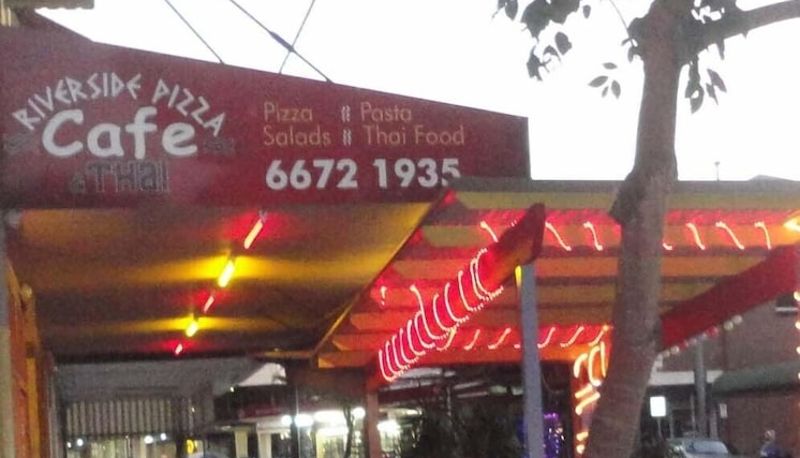 RIVERSIDE PIZZA
Cafe
& THai
Pizza Pasta
Salads Thai Food
6672 1935